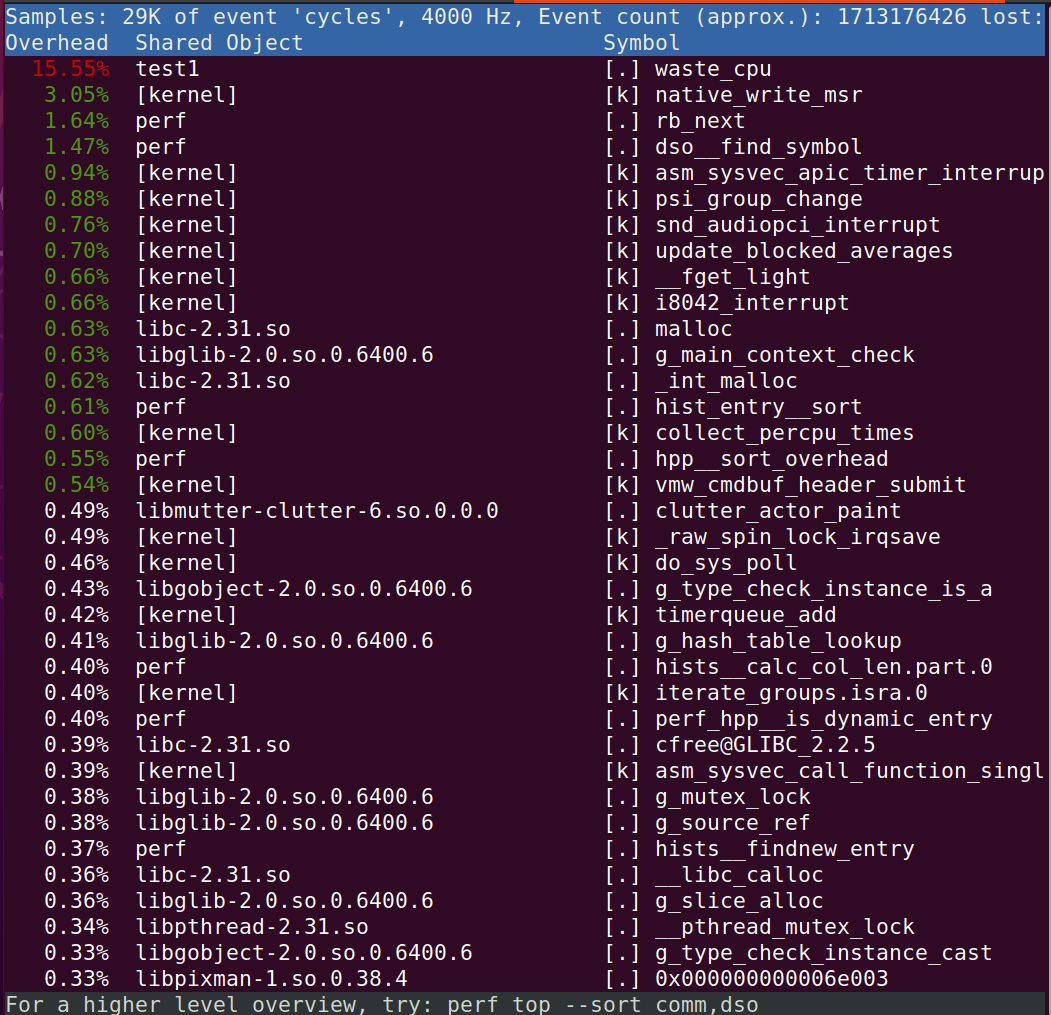 Samples: 29K of event 'cycles', 4000 Hz, Event count (approx.): 1713176426 lost:
Overhead  Shared Object                       Symbol
  15.55%  test1                               [.] waste_cpu
   3.05%  [kernel]                            [k] native_write_msr
   1.64%  perf                                [.] rb_next
   1.47%  perf                                [.] dso__find_symbol
   0.94%  [kernel]                            [k] asm_sysvec_apic_timer_interrup
   0.88%  [kernel]                            [k] psi_group_change
   0.76%  [kernel]                            [k] snd_audiopci_interrupt
   0.70%  [kernel]                            [k] update_blocked_averages
   0.66%  [kernel]                            [k] __fget_light
   0.66%  [kernel]                            [k] i8042_interrupt
   0.63%  libc-2.31.so                        [.] malloc
   0.63%  libglib-2.0.so.0.6400.6             [.] g_main_context_check
   0.62%  libc-2.31.so                        [.] _int_malloc
   0.61%  perf                                [.] hist_entry__sort
   0.60%  [kernel]                            [k] collect_percpu_times
   0.55%  perf                                [.] hpp__sort_overhead
   0.54%  [kernel]                            [k] vmw_cmdbuf_header_submit
   0.49%  libmutter-clutter-6.so.0.0.0        [.] clutter_actor_paint
   0.49%  [kernel]                            [k] _raw_spin_lock_irqsave
   0.46%  [kernel]                            [k] do_sys_poll
   0.43%  libgobject-2.0.so.0.6400.6          [.] g_type_check_instance_is_a
   0.42%  [kernel]                            [k] timerqueue_add
   0.41%  libglib-2.0.so.0.6400.6             [.] g_hash_table_lookup
   0.40%  perf                                [.] hists__calc_col_len.part.0
   0.40%  [kernel]                            [k] iterate_groups.isra.0
   0.40%  perf                                [.] perf_hpp__is_dynamic_entry
   0.39%  libc-2.31.so                        [.] cfree@GLIBC_2.2.5
   0.39%  [kernel]                            [k] asm_sysvec_call_function_singl
   0.38%  libglib-2.0.so.0.6400.6             [.] g_mutex_lock
   0.38%  libglib-2.0.so.0.6400.6             [.] g_source_ref
   0.37%  perf                                [.] hists__findnew_entry
   0.36%  libc-2.31.so                        [.] __libc_calloc
   0.36%  libglib-2.0.so.0.6400.6             [.] g_slice_alloc
   0.34%  libpthread-2.31.so                  [.] __pthread_mutex_lock
   0.33%  libgobject-2.0.so.0.6400.6          [.] g_type_check_instance_cast
   0.33%  libpixman-1.so.0.38.4               [.] 0x000000000006e003
For a higher level overview, try: perf top --sort comm,dso